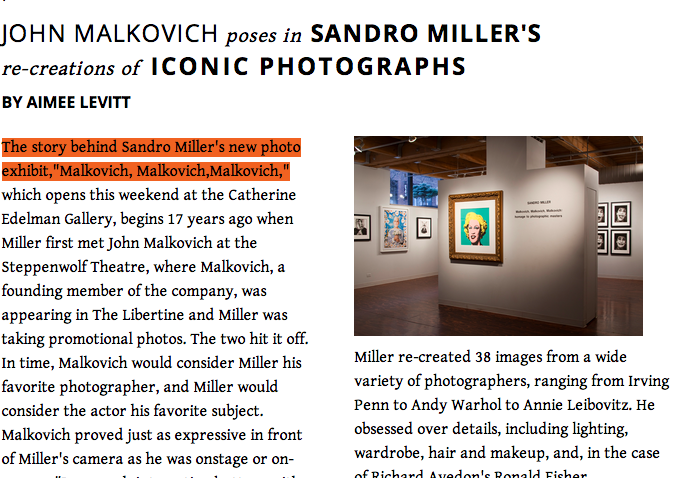 JOHN MALKOVICH poses in SANDRO MILLER'S
re-creations of ICONIC PHOTOGRAPHS
BY AIMEE LEVITT
The story behind Sandro Miller's new photo
exhibit,"Malkovich, Malkovich,Malkovich,"
which opens this weekend at the Catherine
Edelman Gallery, begins 17 years ago when
Miller first met John Malkovich at the
Steppenwolf Theatre, where Malkovich, a
founding member of the company, was
appearing in The Libertine and Miller was
taking promotional photos. The two hit it off.
In time, Malkovich would consider Miller his
favorite photographer, and Miller would
consider the actor his favorite subject.
Malkovich proved just as expressive in front
of Miller's camera as he was onstage or on-
SANDRO MILLER
Malkovich, Malkovich, Malkovich:
homage to photographic masters
Miller re-created 38 images from a wide
variety of photographers, ranging from Irving
Penn to Andy Warhol to Annie Leibovitz. He
obsessed over details, including lighting,
wardrobe, hair and makeup, and, in the case
of Richard Avedon's Ronald Fisher